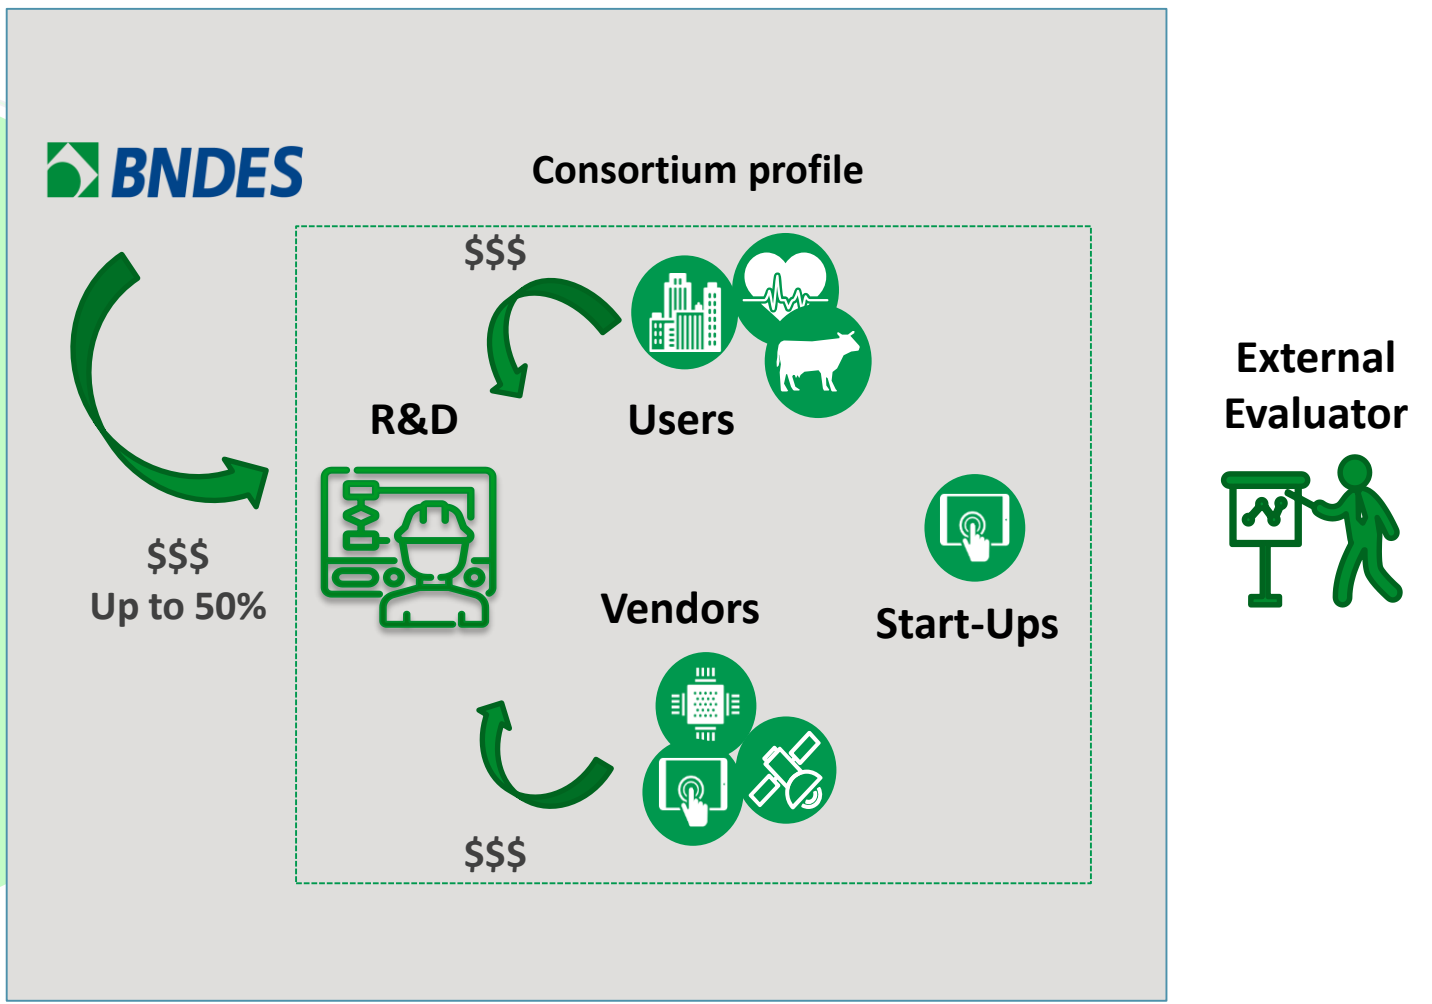 BNDES
Consortium profile
$$$
R&D
Users
External
Evaluator
$$$
Up to 50%
Vendors
Start-Ups
$$$